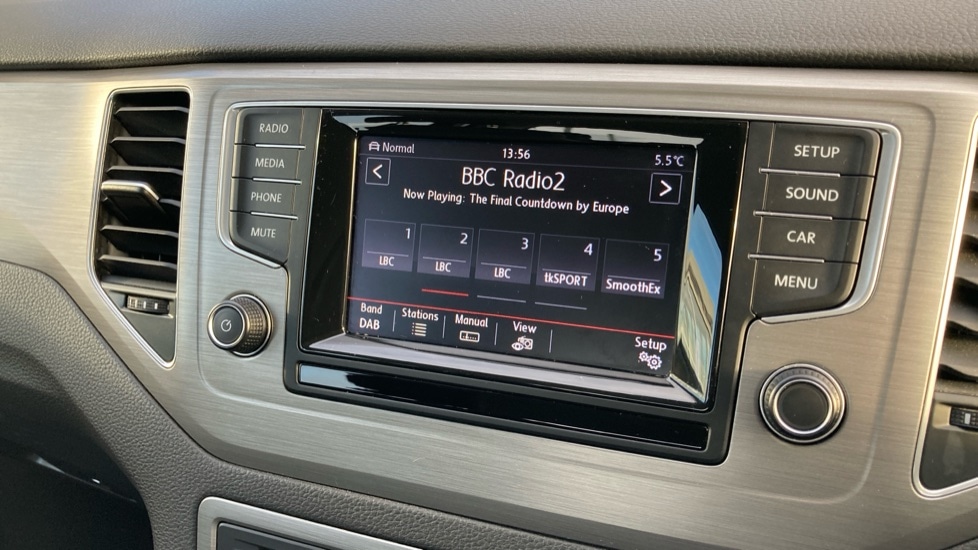 RADIO
MEDIA
PHONE
MUTE
Normal 13:56 5.5°C
< BBC Radio2 >
Now Playing: The Final Countdown by Europe
1 2 3 4 5
LBC LBC LBC tkSPORT SmoothEx
Band Stations Manual View Setup
DAB
SETUP
SOUND
CAR
MENU